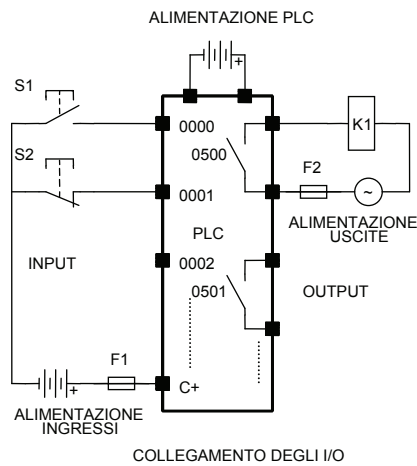 ALIMENTAZIONE PLC
+
S1
0000
K1
0500
S2
F2
~
0001
ALIMENTAZIONE
USCITE
PLC
INPUT
0002
0501
OUTPUT
F1
+
C+
ALIMENTAZIONE
INGRESSI
COLLEGAMENTO DEGLI I/O